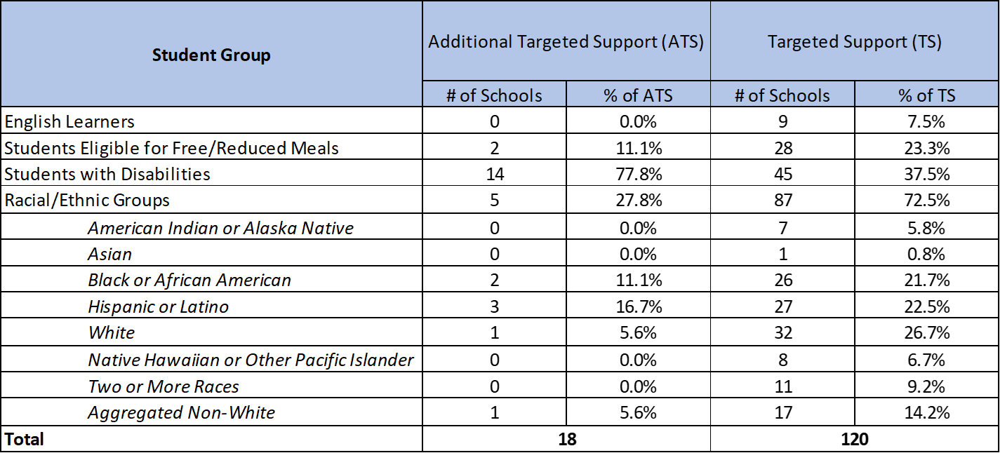 Student Group Additional Targeted Support (ATS) Targeted Support (TS)
# of Schools % of ATS # of Schools % of TS
English Learners 0 0.0% 9 7.5%
Students Eligible for Free/Reduced Meals 2 11.1% 28 23.3%
Students with Disabilities 14 77.8% 45 37.5%
Racial/Ethnic Groups 5 27.8% 87 72.5%
American Indian or Alaska Native 0 0.0% 7 5.8%
Asian 0 0.0% 1 0.8%
Black or African American 2 11.1% 26 21.7%
Hispanic or Latino 3 16.7% 27 22.5%
White 1 5.6% 32 26.7%
Native Hawaiian or Other Pacific Islander 0 0.0% 8 6.7%
Two or More Races 0 0.0% 11 9.2%
Aggregated Non-White 1 5.6% 17 14.2%
Total 18 120